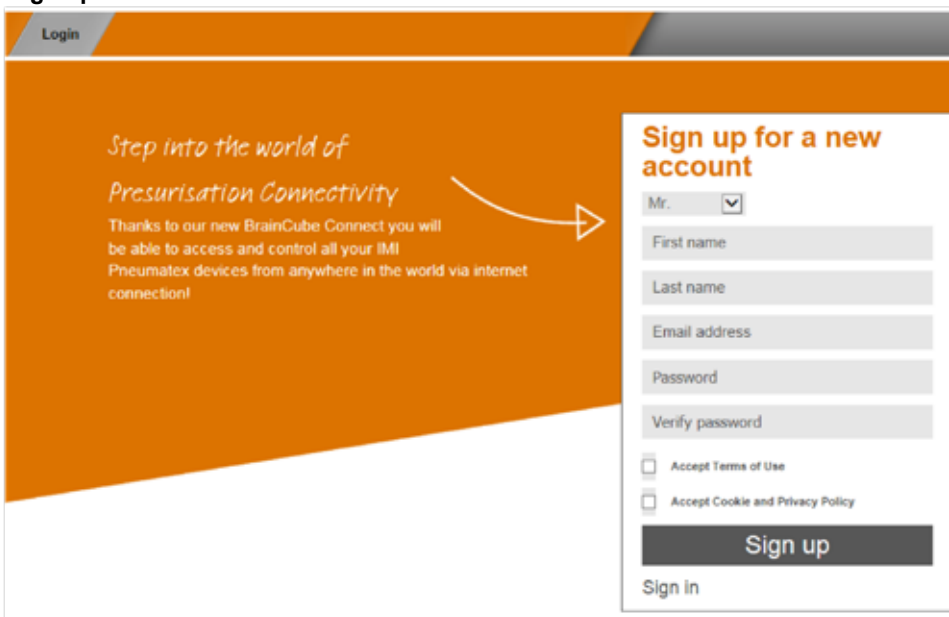 Login
Step into the world of
Presurisation Connectivity
Thanks to our new BrainCube Connect you will
be able to access and control all your IMI
Pneumatex devices from anywhere in the world via internet
connection!
Sign up for a new
account
Mr.
First name
Last name
Email address
Password
Verify password
Accept Terms of Use
Accept Cookie and Privacy Policy
Sign up
Sign in